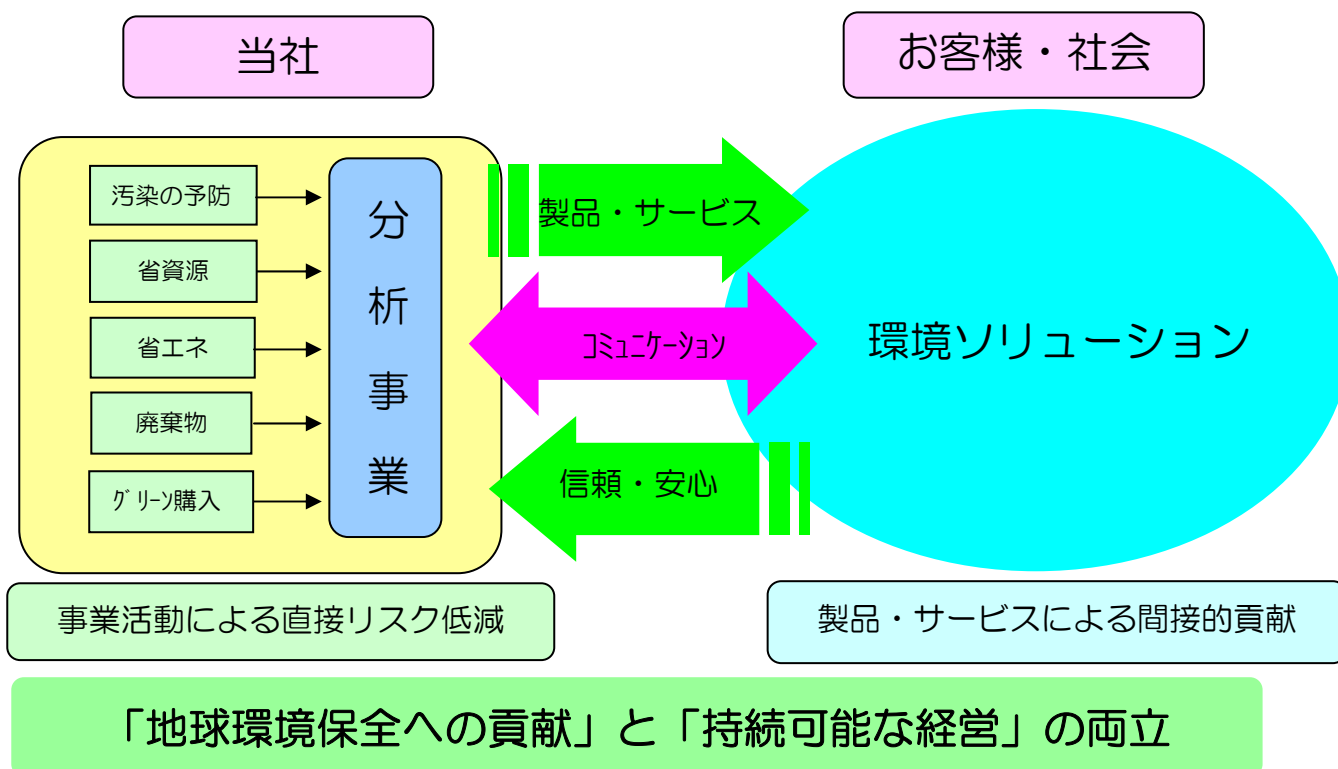 当社
お客様・社会
汚染の予防
省資源
省エネ
廃棄物
ｸﾞﾘｰﾝ購入
分析事業
製品・サービス
ｺﾐｭﾆｹｰｼｮﾝ
信頼・安心
環境ソリューション
事業活動による直接リスク低減
製品・サービスによる間接的貢献
「地球環境保全への貢献」と「持続可能な経営」の両立